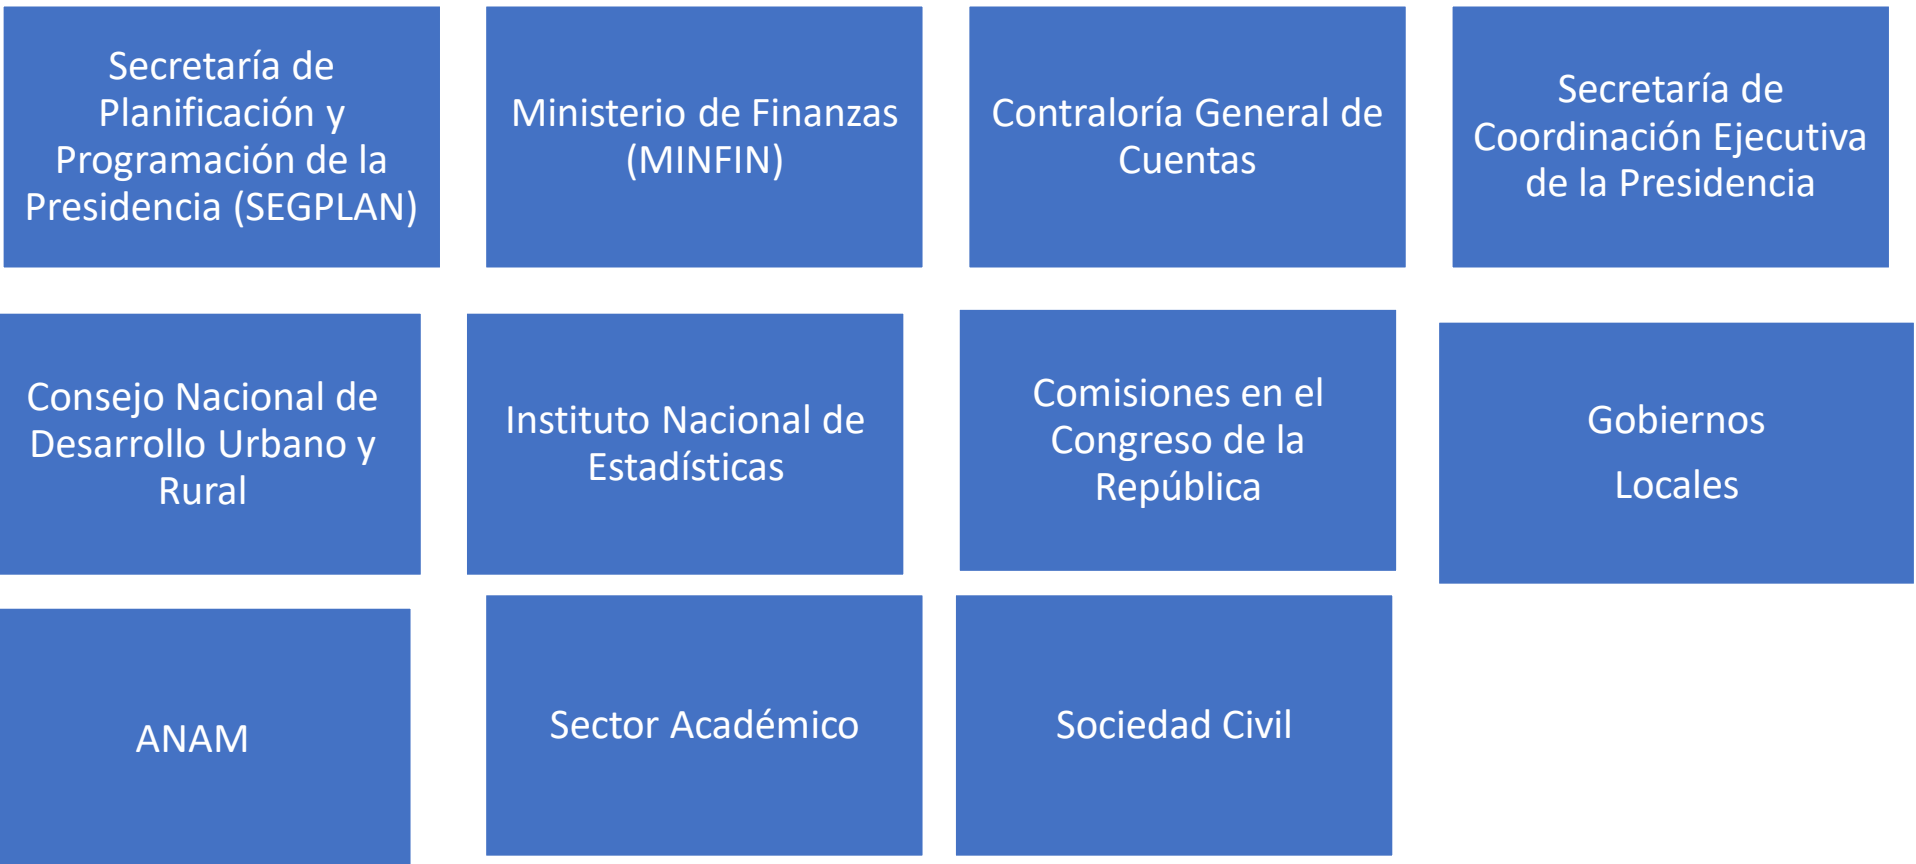 Secretaría de
Planificación y
Programación de la
Presidencia (SEGPLAN)
Ministerio de Finanzas
(MINFIN)
Contraloría General de
Cuentas
Secretaría de
Coordinación Ejecutiva
de la Presidencia
Consejo Nacional de
Desarrollo Urbano y
Rural
Instituto Nacional de
Estadísticas
Comisiones en el
Congreso de la
República
Gobiernos
Locales
ANAM
Sector Académico
Sociedad Civil